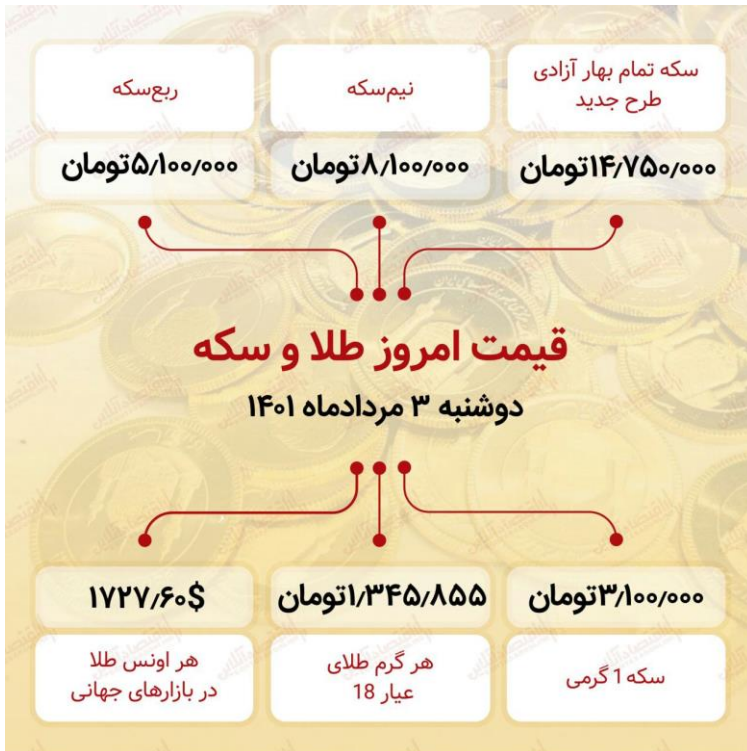 سکه تمام بهار آزادی
طرح جدید
نیم‌سکه
ربع‌سکه
۱۴٫۷۵۰٫۰۰۰تومان
۸٫۱۰۰٫۰۰۰تومان
۵٫۱۰۰٫۰۰۰تومان
قیمت امروز طلا و سکه
دوشنبه ۳ مردادماه ۱۴۰۱
۳٫۱۰۰٫۰۰۰تومان
۱٫۳۴۵٫۸۵۵تومان
۱۷۲۷٫۶۰$
سکه 1 گرمی
هر گرم طلای
عیار 18
هر اونس طلا
در بازارهای جهانی